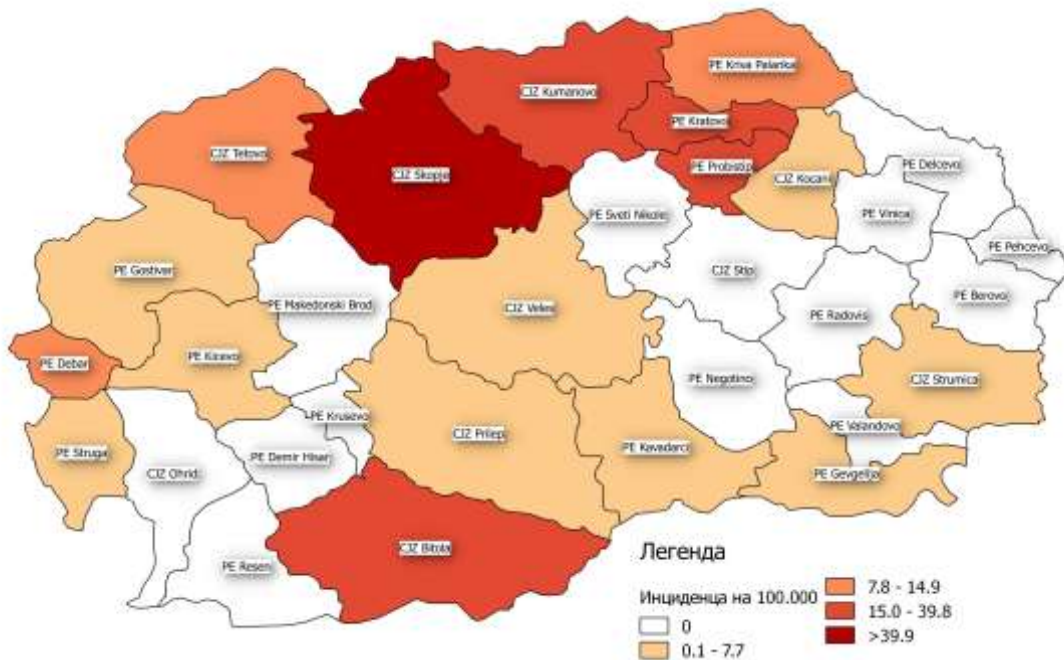 PE Kriva Palanka
CJZ Kumanovo
PE Kratovo
CJZ Tetovo
PE Probistip
PE Delcevo
CJZ Skopje
CJZ Kocani
PE Vinica
PE Sveti Nikole
PE Pehcevo
PE Gostivar
CJZ Stip
PE Makedonski Brod
PE Berovo
CJZ Veles
PE Radovis
PE Kicevo
PE Debar
PE Negotino
CJZ Strumica
PE Krusevo
PE Valandovo
CJZ Prilep
PE Kavadarci
PE Struga
PE Demir Hisar
CJZ Ohrid
PE Gevgelija
CJZ Bitola
PE Resen
Легенда
Инциденца на 100.000
0
0.1 - 7.7
7.8 - 14.9
15.0 - 39.8
>39.9